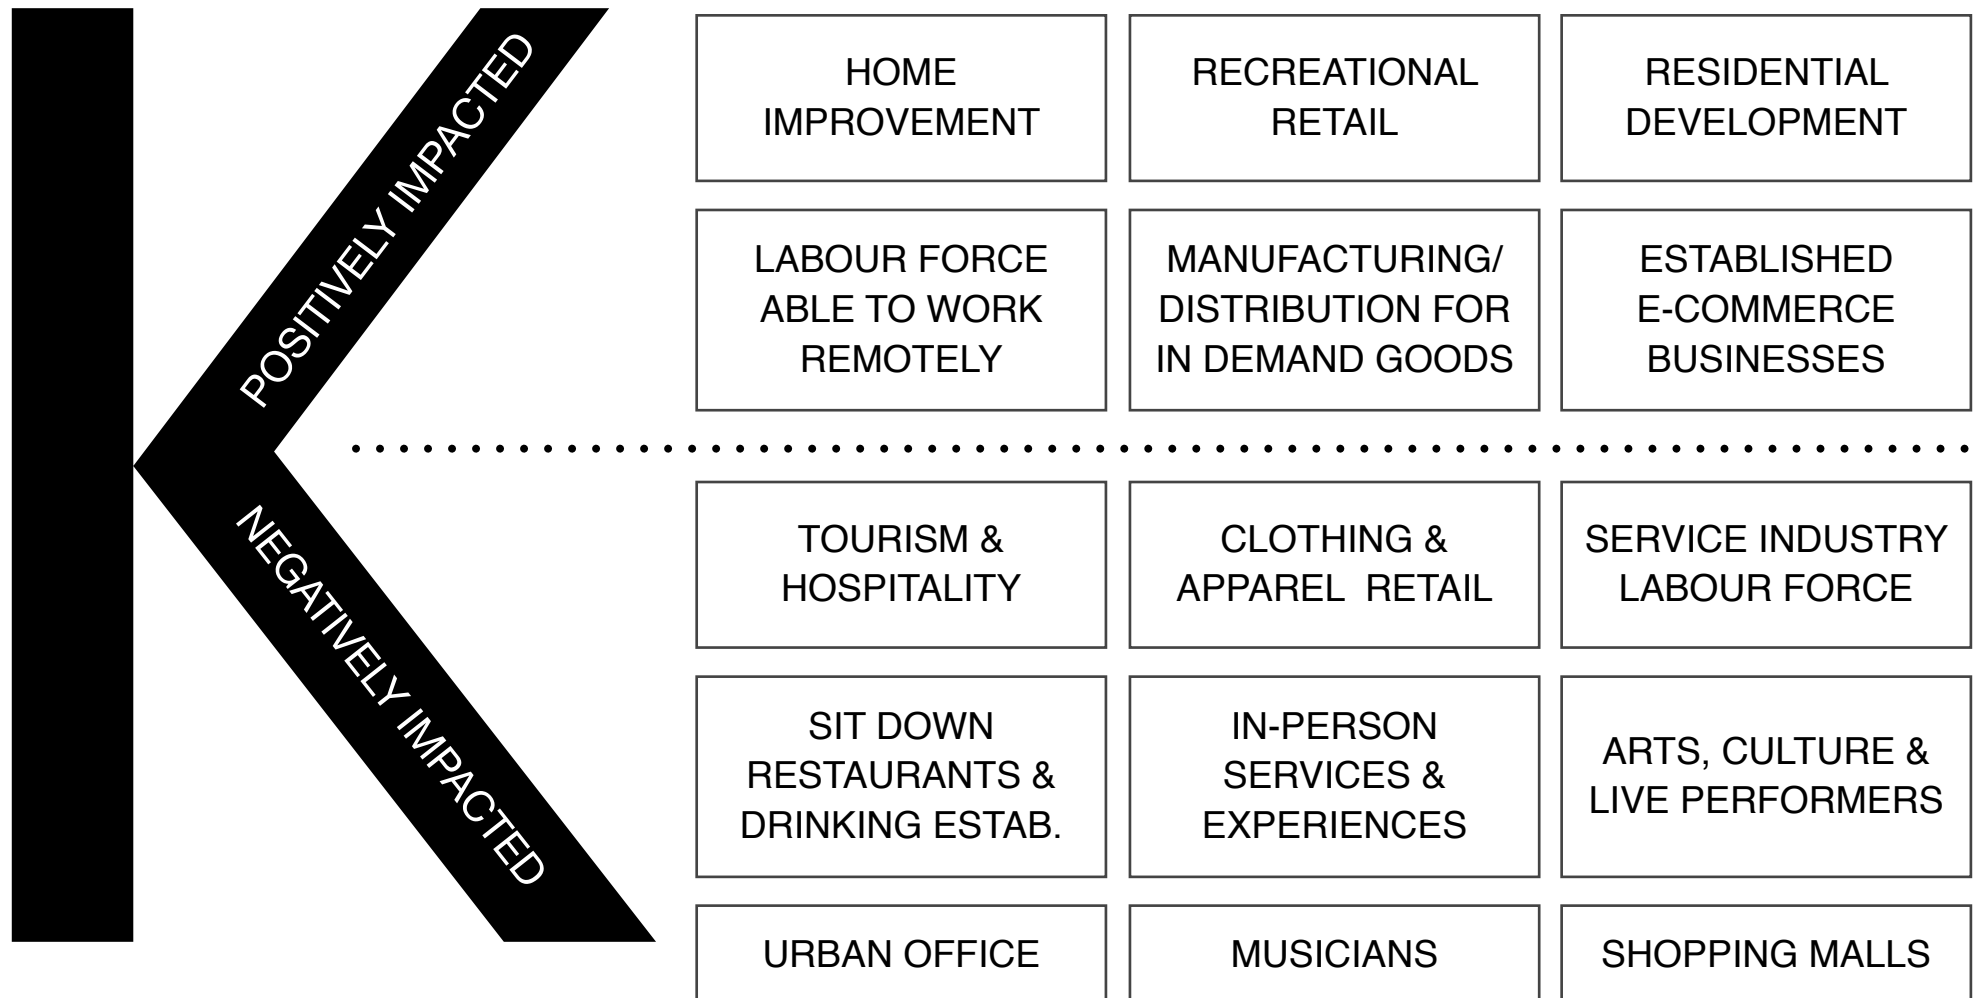 POSITIVELY IMPACTED
HOME
IMPROVEMENT
RECREATIONAL
RETAIL
RESIDENTIAL
DEVELOPMENT
LABOUR FORCE
ABLE TO WORK
REMOTELY
MANUFACTURING/
DISTRIBUTION FOR
IN DEMAND GOODS
ESTABLISHED
E-COMMERCE
BUSINESSES
NEGATIVELY IMPACTED
TOURISM &
HOSPITALITY
CLOTHING &
APPAREL  RETAIL
SERVICE INDUSTRY
LABOUR FORCE
SIT DOWN
RESTAURANTS &
DRINKING ESTAB.
IN-PERSON
SERVICES &
EXPERIENCES
ARTS, CULTURE &
LIVE PERFORMERS
URBAN OFFICE
MUSICIANS
SHOPPING MALLS